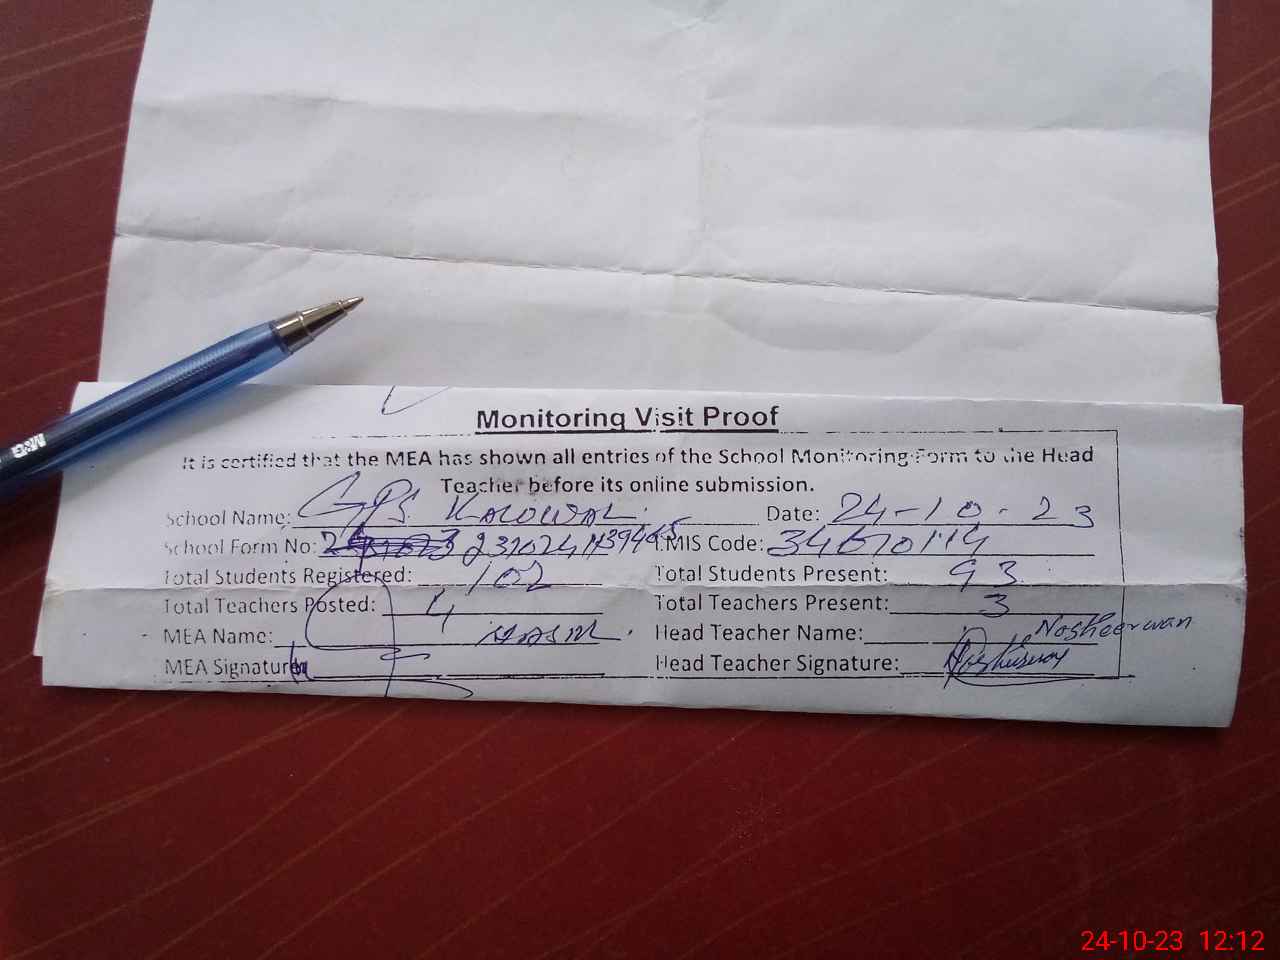 Monitoring Visit Proof
It is certified that the MEA has shown all entries of the School Monitoring Form to the Head
Teacher before its online submission.
School Name: GPS KALOWAL Date: 24-10-23
School Form No: EMIS Code:
Total Students Registered: 102 Total Students Present: 93
Total Teachers Posted: 4 Total Teachers Present: 3
MEA Name: Head Teacher Name: Nosheerwan
MEA Signature: Head Teacher Signature:
M&G
24-10-23 12:12